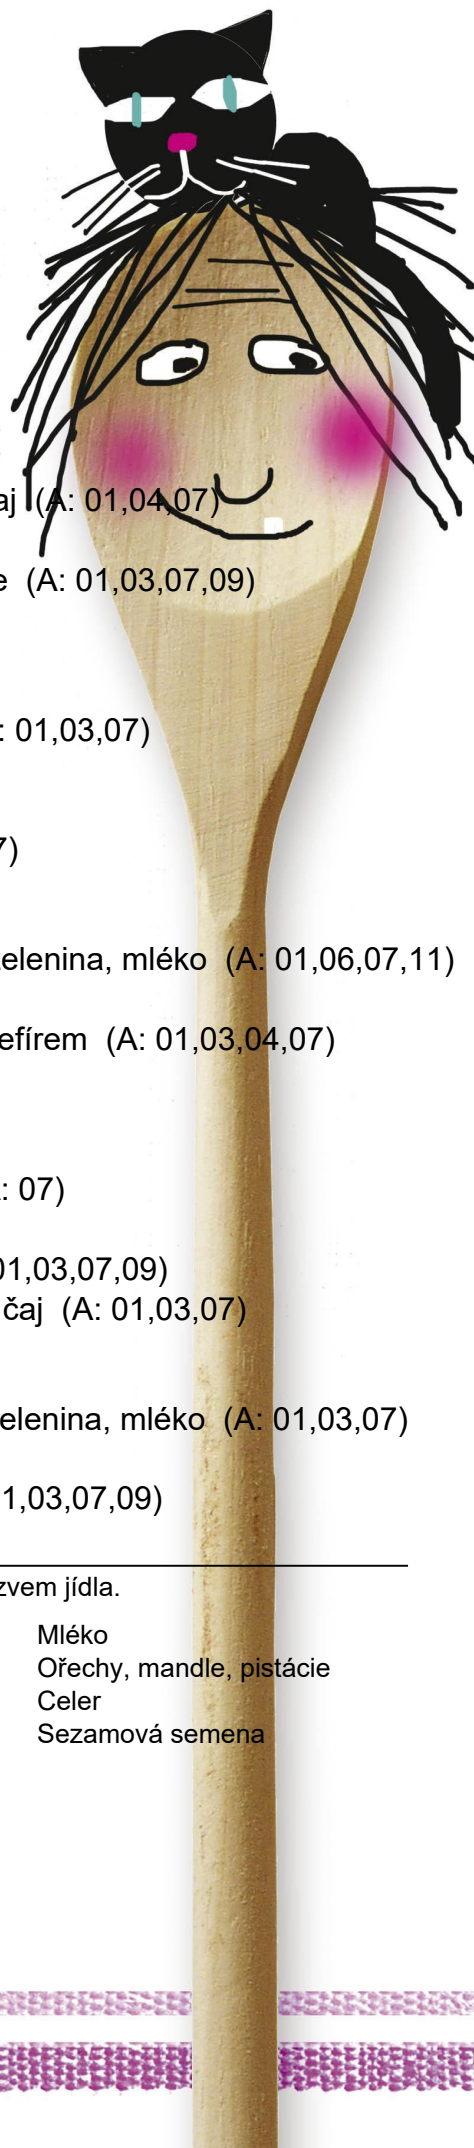 aj (A: 01,04,07)
e (A: 01,03,07,09)
: 01,03,07)
7)
elenina, mléko (A: 01,06,07,11)
efírem (A: 01,03,04,07)
: 07)
01,03,07,09)
čaj (A: 01,03,07)
elenina, mléko (A: 01,03,07)
1,03,07,09)
zvem jídla.
Mléko
Ořechy, mandle, pistácie
Celer
Sezamová semena